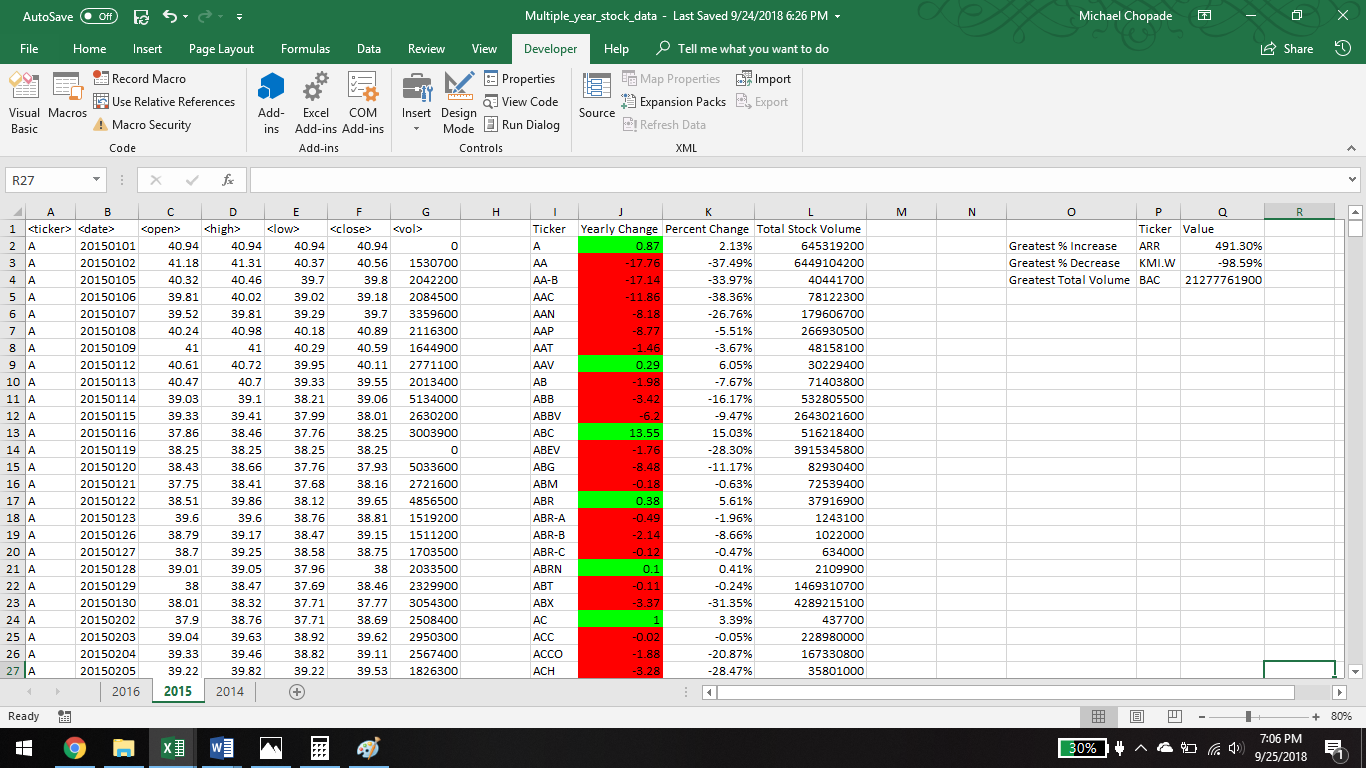 AutoSave Off Multiple_year_stock_data - Last Saved 9/24/2018 6:26 PM Michael Chopade
File Home Insert Page Layout Formulas Data Review View Developer Help Tell me what you want to do Share
Visual Basic Macros Record Macro Use Relative References Macro Security Add-ins Excel Add-ins COM Add-ins Insert Design Mode Properties View Code Run Dialog Source Map Properties Expansion Packs Refresh Data Import Export
Code Add-ins Controls XML
R27 fx
A B C D E F G H I J K L M N O P Q R
1 <ticker> <date> <open> <high> <low> <close> <vol> Ticker Yearly Change Percent Change Total Stock Volume Ticker Value
2 A 20150101 40.94 40.94 40.94 40.94 0 A 0.87 2.13% 645319200 Greatest % Increase ARR 491.30%
3 A 20150102 41.18 41.31 40.37 40.56 1530700 AA -17.76 -37.49% 6449104200 Greatest % Decrease KMI.W -98.59%
4 A 20150105 40.32 40.46 39.7 39.8 2042200 AA-B -17.14 -33.97% 40441700 Greatest Total Volume BAC 21277761900
5 A 20150106 39.81 40.02 39.02 39.18 2084500 AAC -11.86 -38.36% 78122300
6 A 20150107 39.52 39.81 39.29 39.7 3359600 AAN -8.18 -26.76% 179606700
7 A 20150108 40.24 40.98 40.18 40.89 2116300 AAP -8.77 -5.51% 266930500
8 A 20150109 41 41 40.29 40.59 1644900 AAT -1.46 -3.67% 48158100
9 A 20150112 40.61 40.72 39.95 40.11 2771100 AAV 0.29 6.05% 30229400
10 A 20150113 40.47 40.7 39.33 39.55 2013400 AB -1.98 -7.67% 71403800
11 A 20150114 39.03 39.1 38.21 39.06 5134000 ABB -3.42 -16.17% 532805500
12 A 20150115 39.33 39.41 37.99 38.01 2630200 ABBV -6.2 -9.47% 2643021600
13 A 20150116 37.86 38.46 37.76 38.25 3003900 ABC 13.55 15.03% 516218400
14 A 20150119 38.25 38.25 38.25 38.25 0 ABEV -1.76 -28.30% 3915345800
15 A 20150120 38.43 38.66 37.76 37.93 5033600 ABG -8.48 -11.17% 82930400
16 A 20150121 37.75 38.41 37.68 38.16 2721600 ABM -0.18 -0.63% 72539400
17 A 20150122 38.51 39.86 38.12 39.65 4856500 ABR 0.38 5.61% 37916900
18 A 20150123 39.6 39.6 38.76 38.81 1519200 ABR-A -0.49 -1.96% 1243100
19 A 20150126 38.79 39.17 38.47 39.15 1511200 ABR-B -2.14 -8.66% 1022000
20 A 20150127 38.7 39.25 38.58 38.75 1703500 ABR-C -0.12 -0.47% 634000
21 A 20150128 39.01 39.05 37.96 38 2033500 ABRN 0.1 0.41% 2109900
22 A 20150129 38 38.47 37.69 38.46 2329900 ABT -0.11 -0.24% 1469310700
23 A 20150130 38.01 38.32 37.71 37.77 3054300 ABX -3.37 -31.35% 4289215100
24 A 20150202 37.9 38.76 37.71 38.69 2508400 AC 1 3.39% 437700
25 A 20150203 39.04 39.63 38.92 39.62 2950300 ACC -0.02 -0.05% 228980000
26 A 20150204 39.33 39.46 38.82 39.11 2567400 ACCO -1.88 -20.87% 167330800
27 A 20150205 39.22 39.82 39.22 39.53 1826300 ACH -3.28 -28.47% 35801000
2016 2015 2014
Ready 80%
30% 7:06 PM
9/25/2018 1